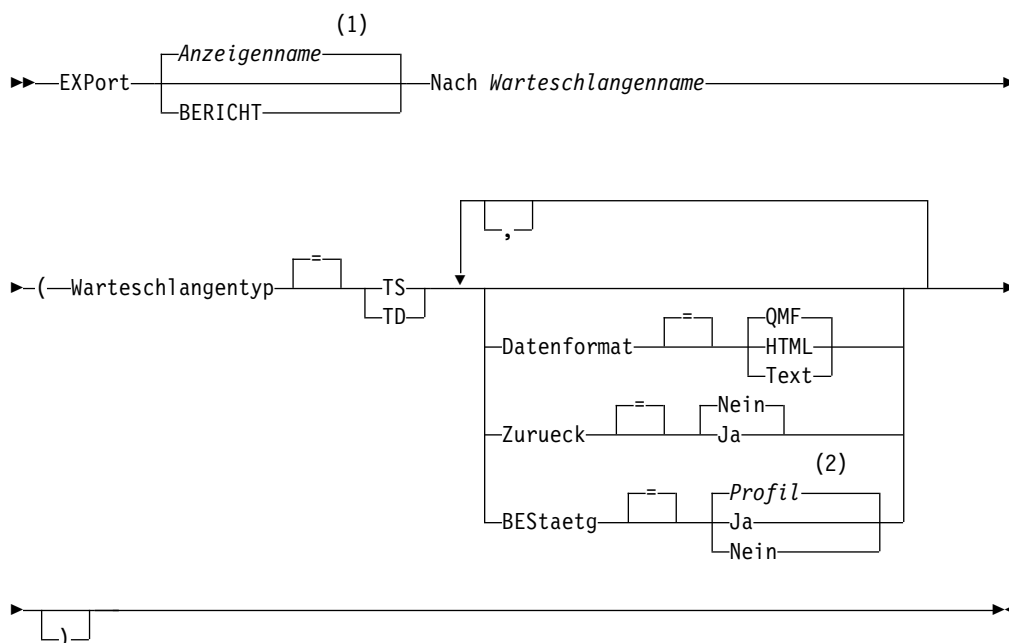 (1)
Anzeigenname
EXPort Nach Warteschlangenname
BERICHT
,
=
( Warteschlangentyp TS
TD
= QMF
Datenformat HTML
Text
= Nein
Zurueck Ja
(2)
= Profil
BEStaetg Ja
Nein
)